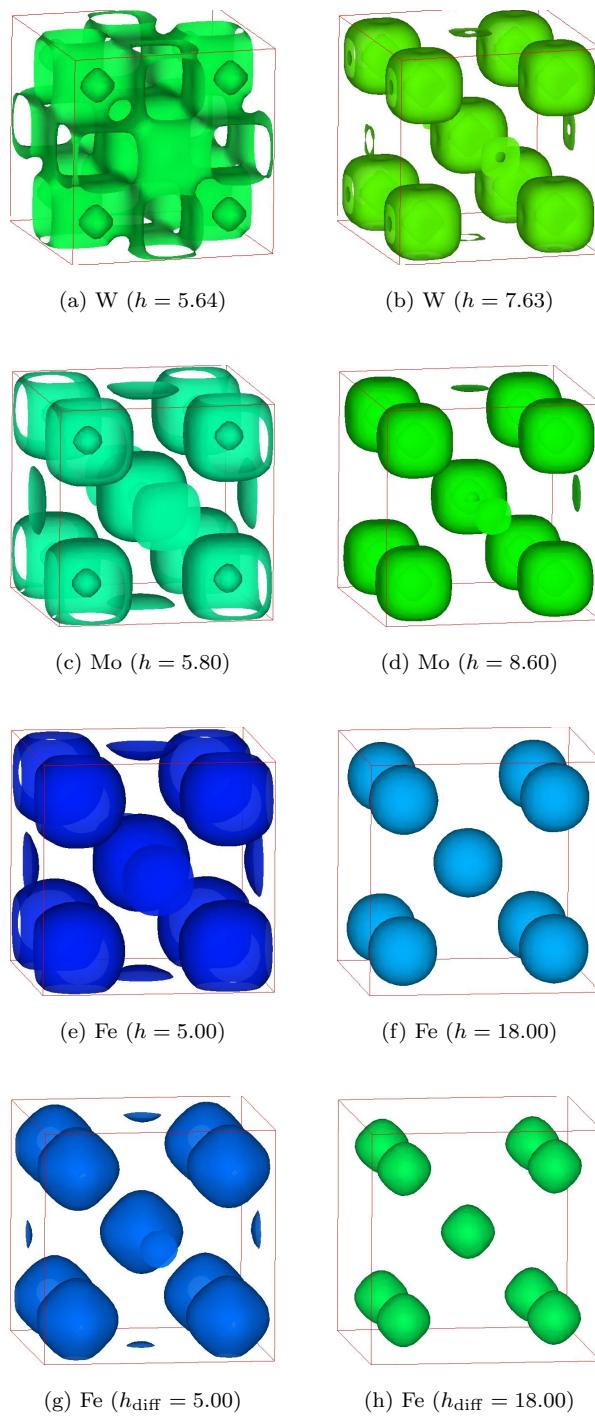 (a) W (h = 5.64)
(b) W (h = 7.63)
(c) Mo (h = 5.80)
(d) Mo (h = 8.60)
(e) Fe (h = 5.00)
(f) Fe (h = 18.00)
(g) Fe (h_diff = 5.00)
(h) Fe (h_diff = 18.00)